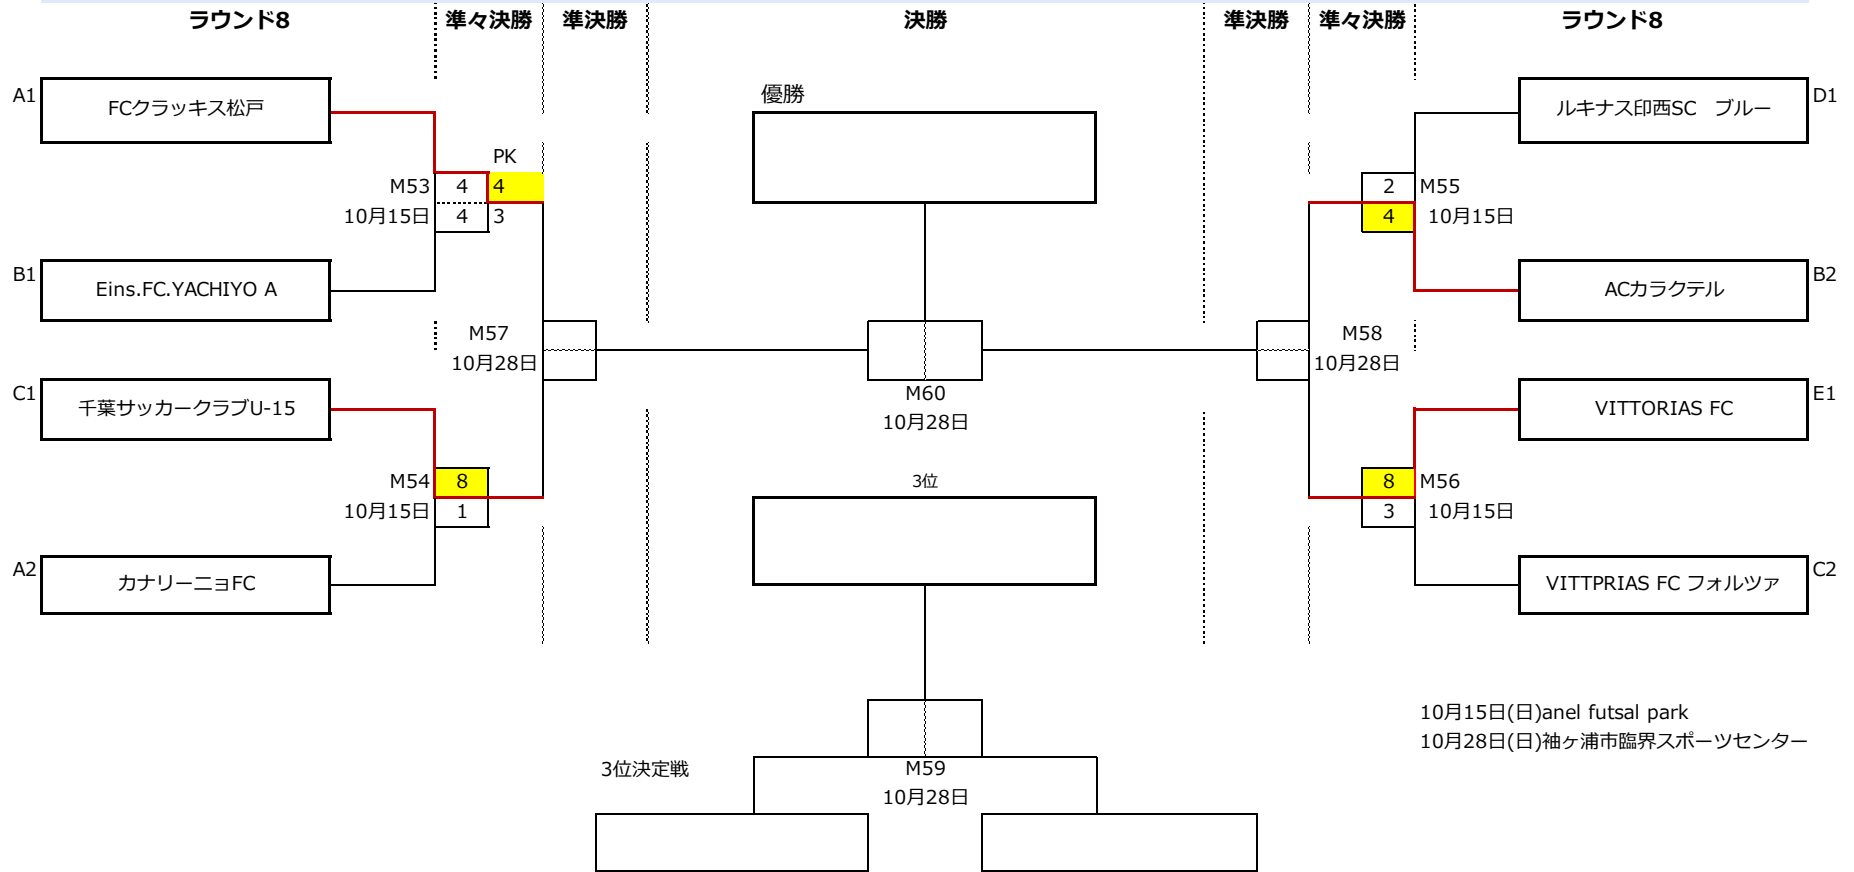 ラウンド8 準々決勝 準決勝 決勝 準決勝 準々決勝 ラウンド8
A1 FCクラッキス松戸
優勝
ルキナス印西SC　ブルー D1
PK
M53 4 4
10月15日 4 3
2 M55
4 10月15日
B1 Eins.FC.YACHIYO A
ACカラクテル B2
M57
10月28日
M58
10月28日
M60
10月28日
C1 千葉サッカークラブU-15
VITTORIAS FC E1
M54 8
10月15日 1
3位
8 M56
3 10月15日
A2 カナリーニョFC
VITTPRIAS FC フォルツァ C2
10月15日(日)anel futsal park
10月28日(日)袖ヶ浦市臨界スポーツセンター
3位決定戦
M59
10月28日